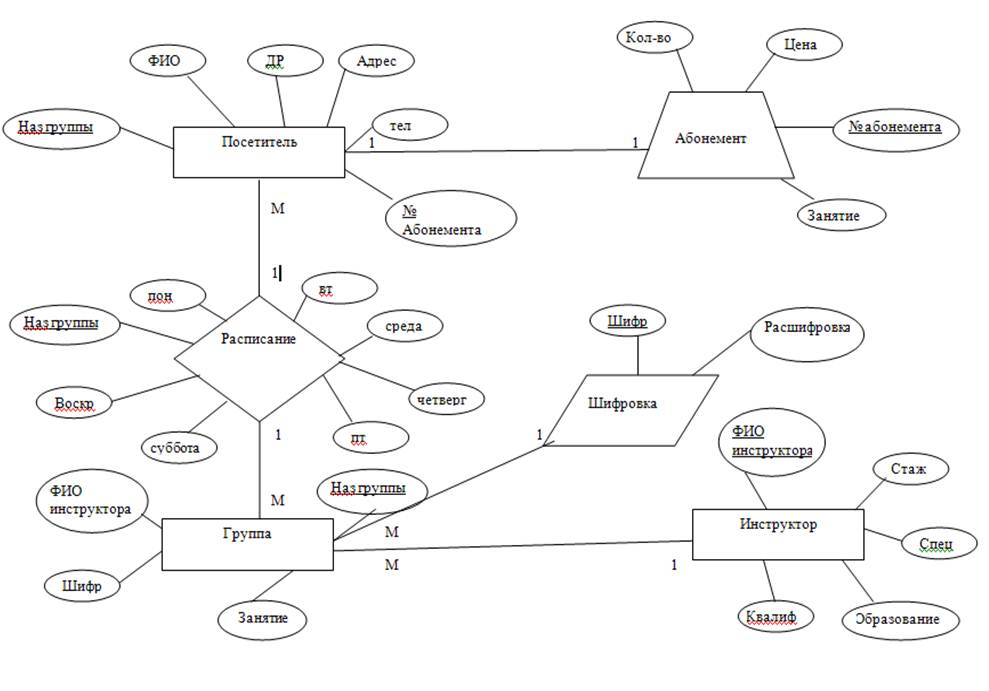 Кол-во
Цена
ФИО
ДР
Адрес
Наз группы
тел
№ абонемента
Посетитель
1
1
Абонемент
М
№
Абонемента
Занятие
1
пон
вт
Наз группы
среда
Шифр
Расшифровка
Расписание
Воскр
четверг
Шифровка
1
суббота
пт
1
ФИО
инструктора
Стаж
ФИО
инструктора
Наз группы
М
Группа
М
Инструктор
Спец
М
1
Шифр
Занятие
Квалиф
Образование